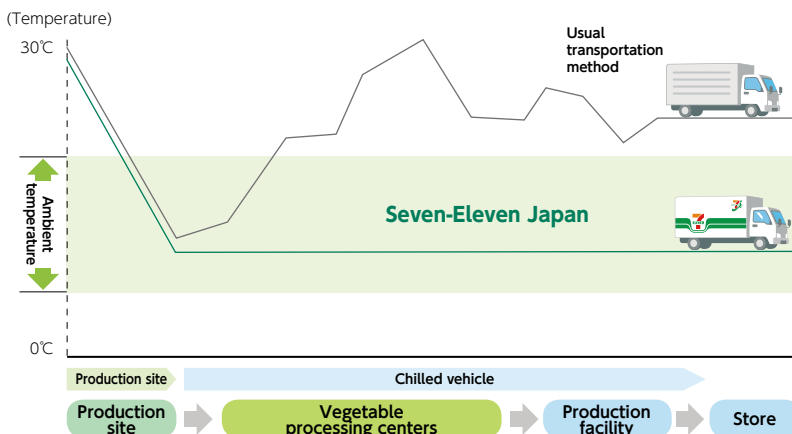 (Temperature)
30℃
Usual
transportation
method
Ambient
temperature
Seven-Eleven Japan
0℃
Production site
Chilled vehicle
Production
site
Vegetable
processing centers
Production
facility
Store